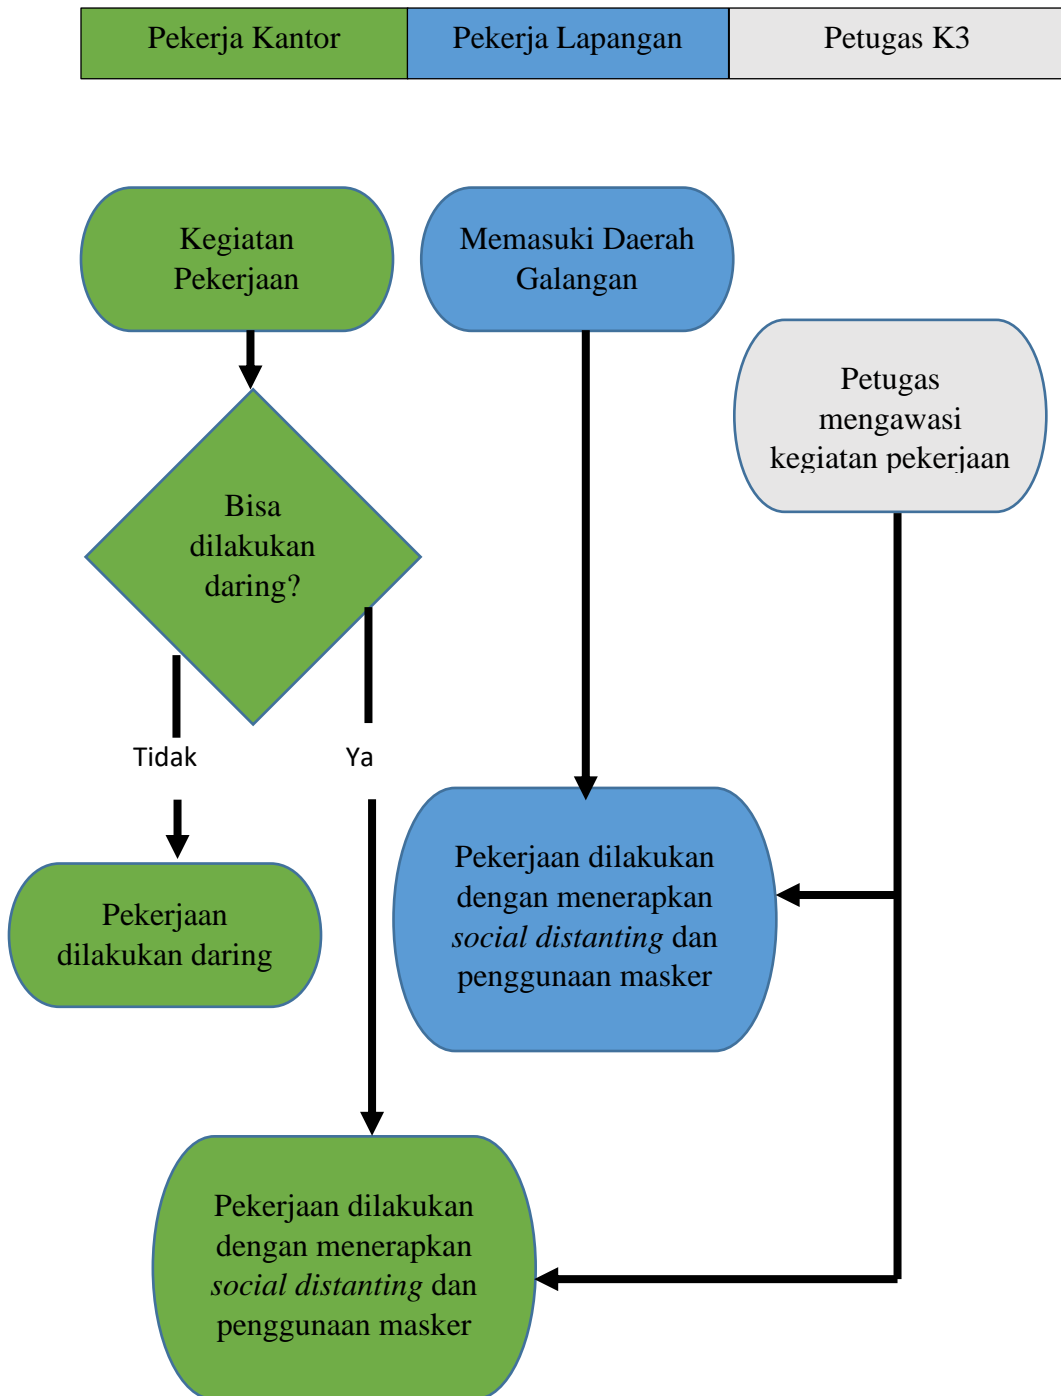 Pekerja Kantor
Pekerja Lapangan
Petugas K3
Kegiatan
Pekerjaan
Memasuki Daerah
Galangan
Petugas
mengawasi
kegiatan pekerjaan
Bisa
dilakukan
daring?
Tidak
Ya
Pekerjaan
dilakukan daring
Pekerjaan dilakukan
dengan menerapkan
social distanting dan
penggunaan masker
Pekerjaan dilakukan
dengan menerapkan
social distanting dan
penggunaan masker